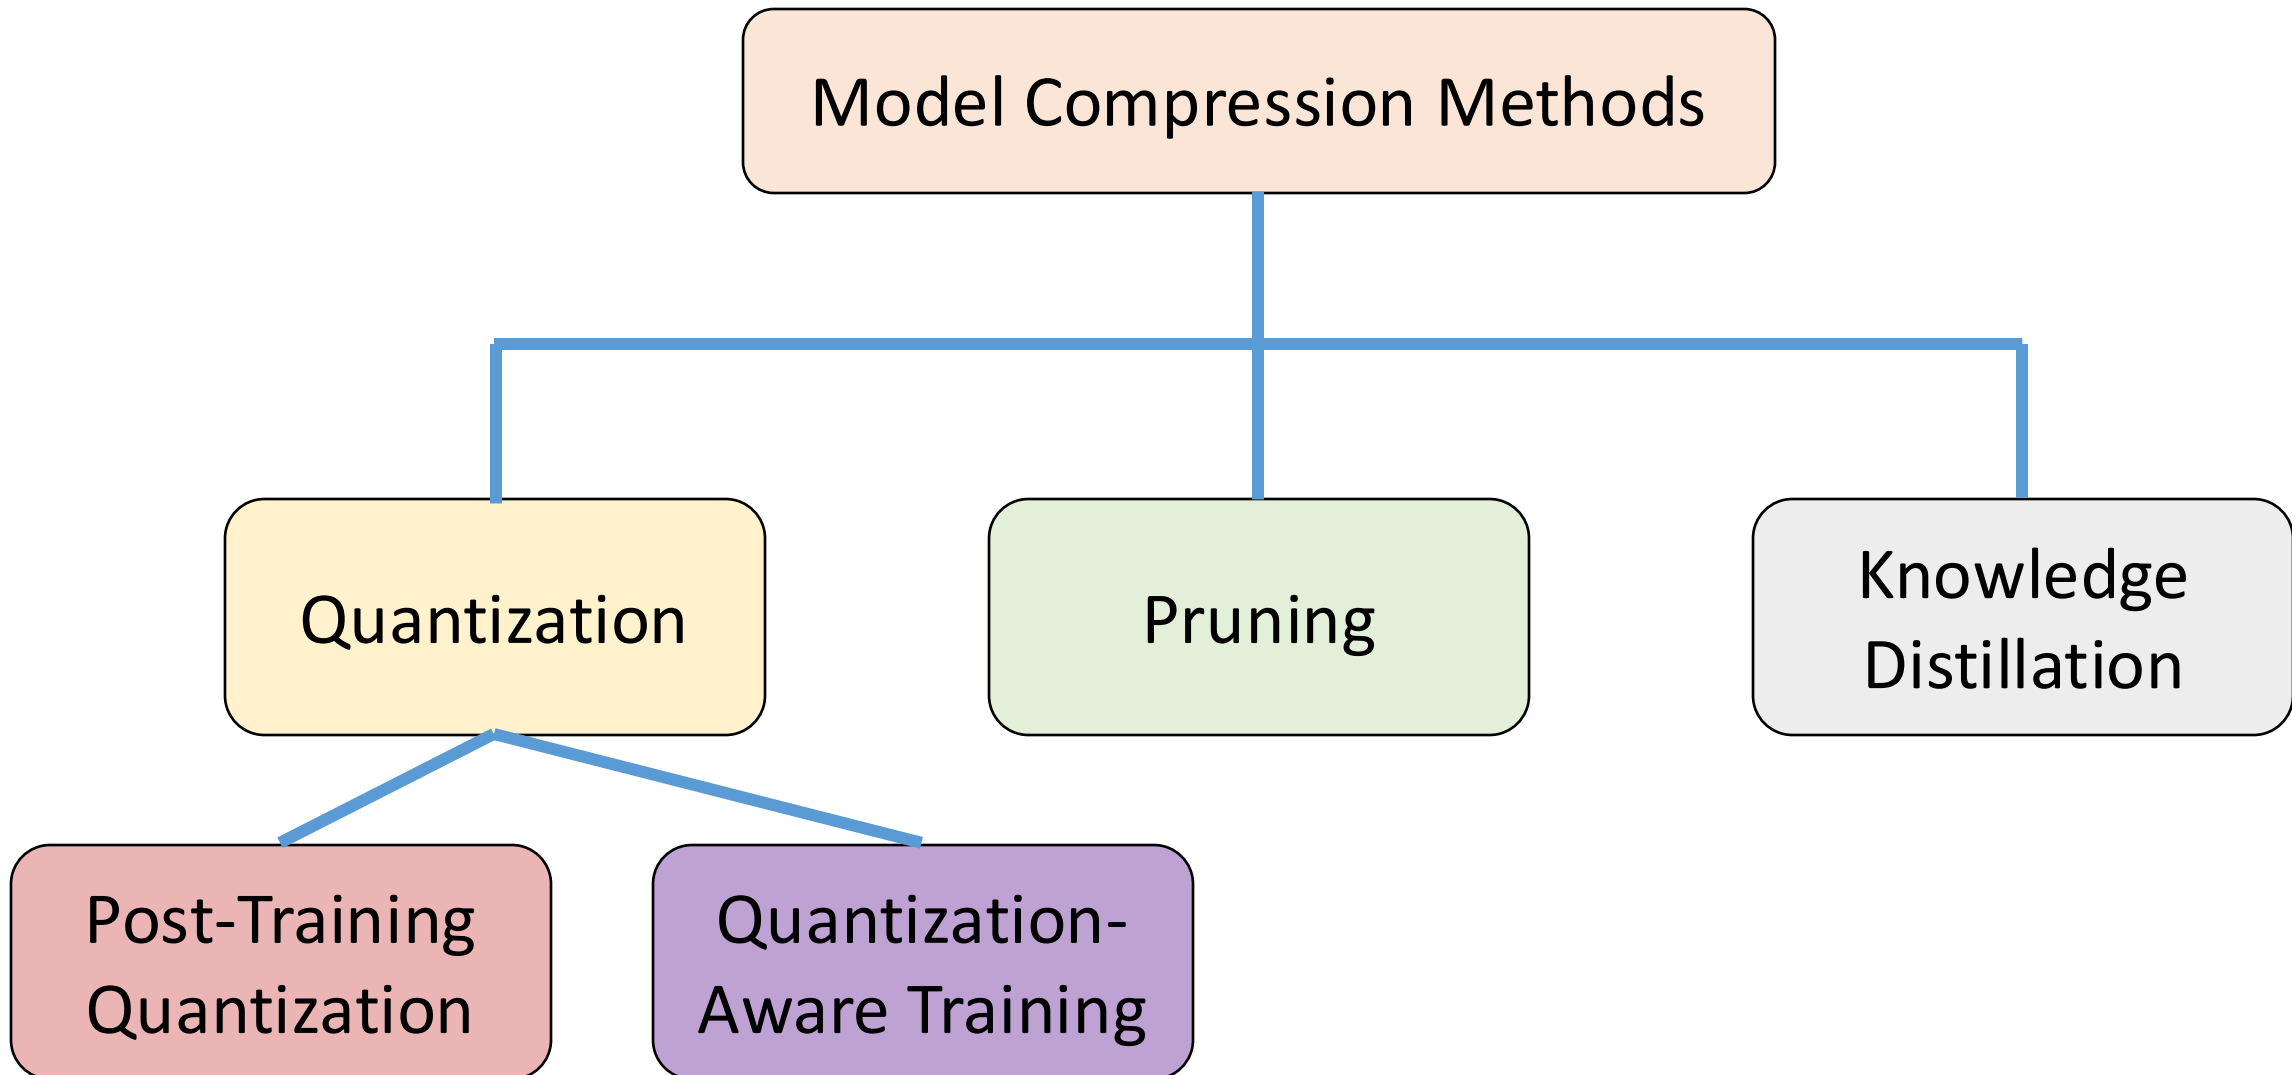 Model Compression Methods
Quantization
Pruning
Knowledge
Distillation
Post-Training
Quantization
Quantization-
Aware Training